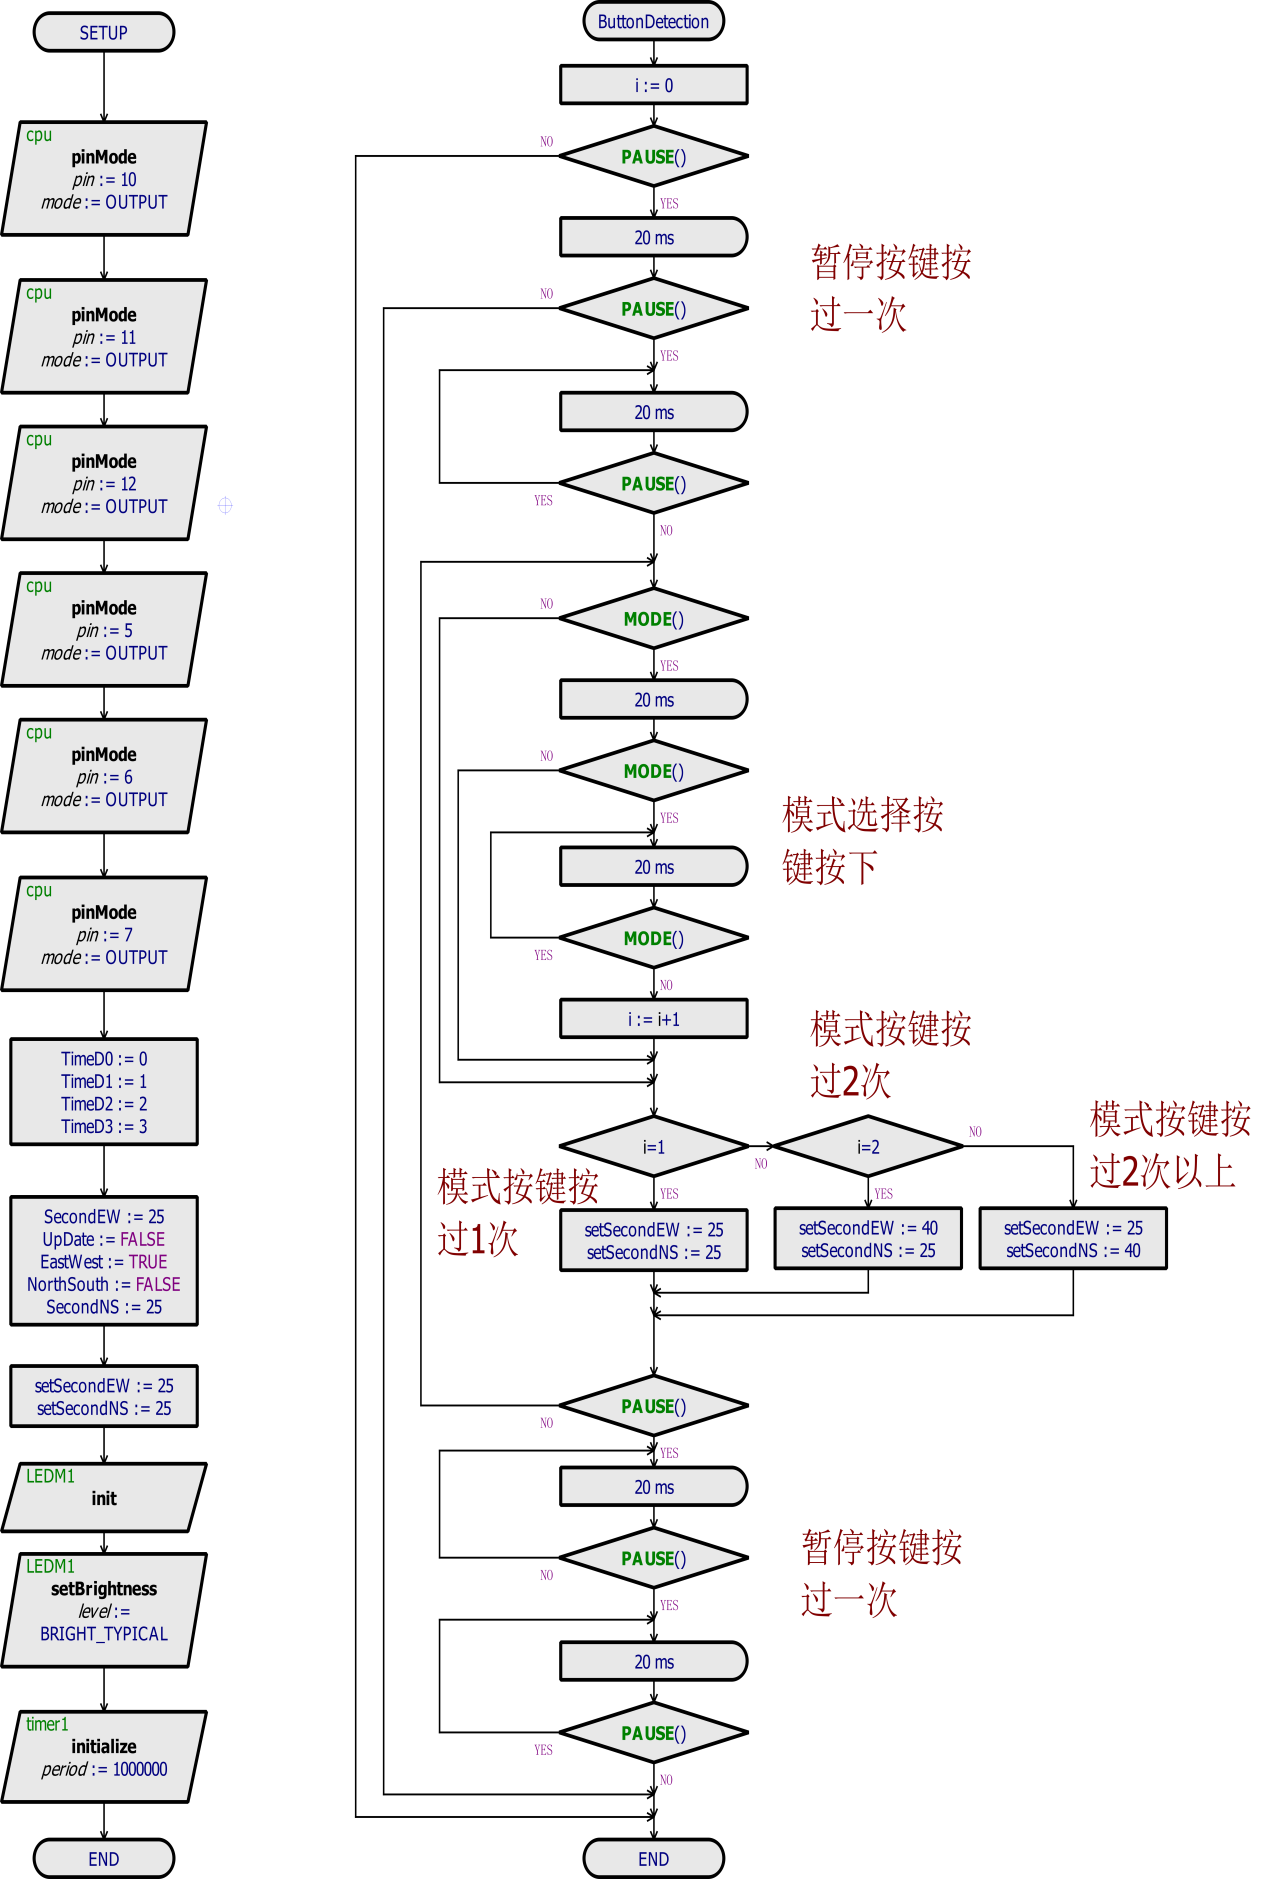 SETUP
cpu
pinMode
pin := 10
mode := OUTPUT
cpu
pinMode
pin := 11
mode := OUTPUT
cpu
pinMode
pin := 12
mode := OUTPUT
cpu
pinMode
pin := 5
mode := OUTPUT
cpu
pinMode
pin := 6
mode := OUTPUT
cpu
pinMode
pin := 7
mode := OUTPUT
TimeD0 := 0
TimeD1 := 1
TimeD2 := 2
TimeD3 := 3
SecondEW := 25
UpDate := FALSE
EastWest := TRUE
NorthSouth := FALSE
SecondNS := 25
setSecondEW := 25
setSecondNS := 25
LEDM1
init
LEDM1
setBrightness
level :=
BRIGHT_TYPICAL
timer1
initialize
period := 1000000
END
ButtonDetection
i := 0
NO
PAUSE()
YES
20 ms
暂停按键按
过一次
NO
PAUSE()
YES
20 ms
PAUSE()
YES
NO
NO
MODE()
YES
20 ms
NO
MODE()
YES
模式选择按
键按下
20 ms
MODE()
YES
NO
i := i+1
模式按键按
过2次
i=1
NO
i=2
NO
模式按键按
过2次以上
模式按键按
过1次
YES
setSecondEW := 25
setSecondNS := 25
YES
setSecondEW := 40
setSecondNS := 25
setSecondEW := 25
setSecondNS := 40
PAUSE()
NO
YES
20 ms
PAUSE()
NO
YES
暂停按键按
过一次
20 ms
PAUSE()
YES
NO
END